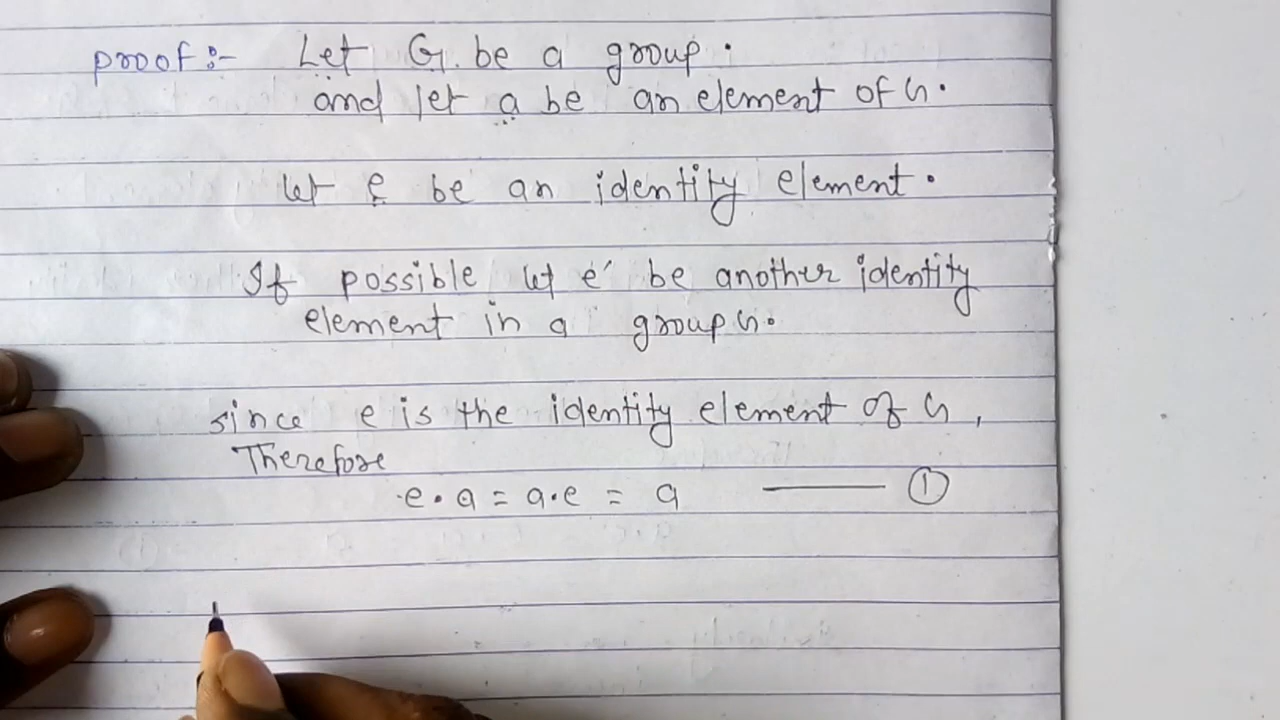 proof:- Let G be a group.
and let a be an element of G.
let e be an identity element.
If possible let e' be another identity
element in a group G.
since e is the identity element of G,
Therefore
e.a = a.e = a —— ①